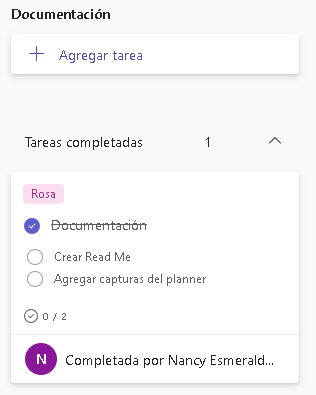 Documentación
Agregar tarea
Tareas completadas 1
Rosa
Documentación
Crear Read Me
Agregar capturas del planner
0 / 2
N Completada por Nancy Esmerald...